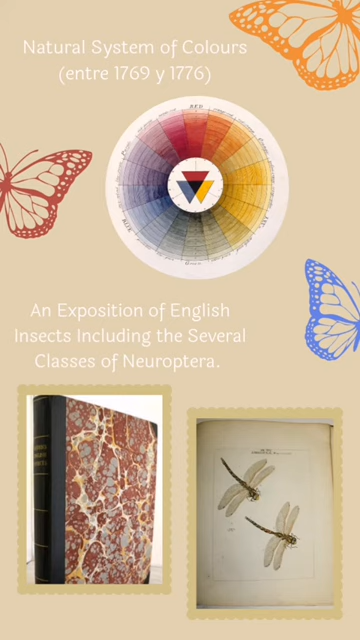 Natural System of Colours
(entre 1769 y 1776)
RED
An Exposition of English
Insects Including the Several
Classes of Neuroptera.